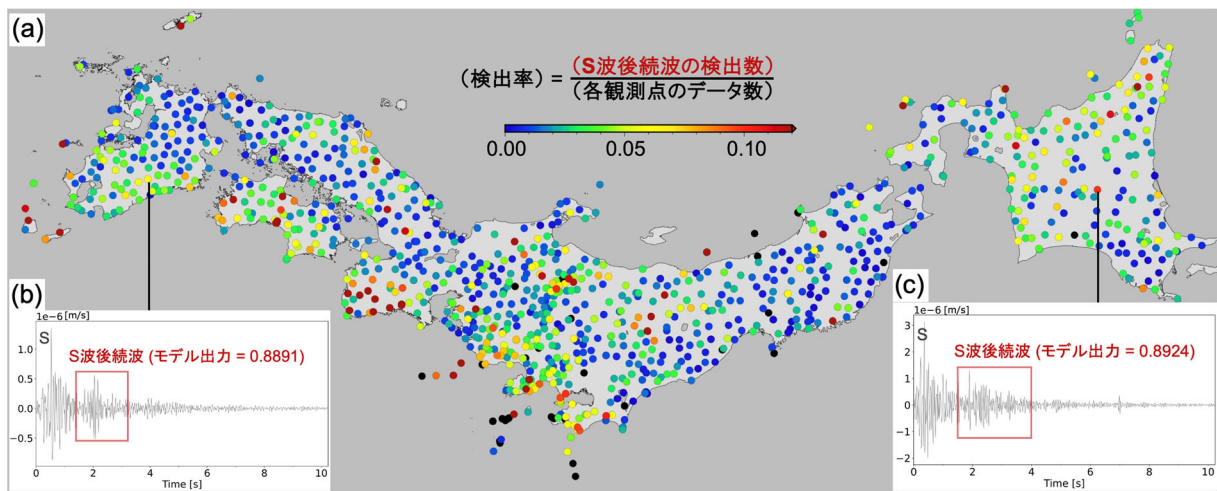 (a)
(検出率) = (S波後続波の検出数)
(各観測点のデータ数)
0.00 0.05 0.10
(b)
1e−6 [m/s]
S
S波後続波 (モデル出力 = 0.8891)
1.0
0.5
0.0
−0.5
0 2 4 6 8 10
Time [s]
(c)
1e−6 [m/s]
S
S波後続波 (モデル出力 = 0.8924)
3
2
1
0
−1
−2
0 2 4 6 8 10
Time [s]